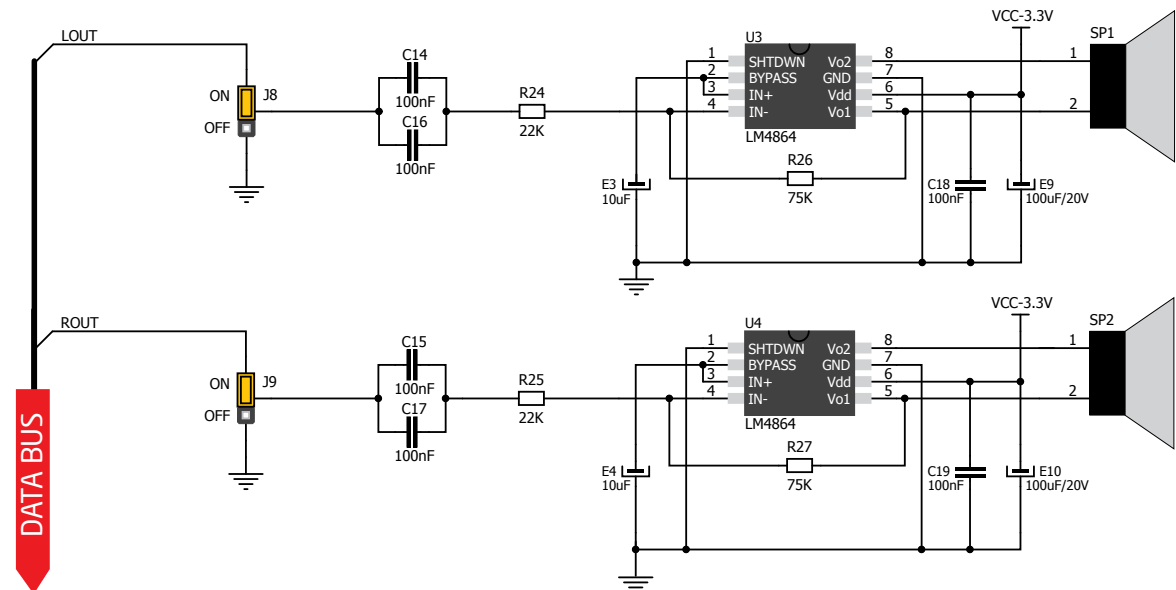 LOUT
ON
J8
OFF
C14
100nF
C16
100nF
R24
22K
U3
1
2
3
4
SHTDWN
BYPASS
IN+
IN-
Vo2
GND
Vdd
Vo1
8
7
6
5
LM4864
R26
75K
E3
10uF
C18
100nF
E9
100uF/20V
VCC-3.3V
SP1
1
2
ROUT
ON
J9
OFF
C15
100nF
C17
100nF
R25
22K
U4
1
2
3
4
SHTDWN
BYPASS
IN+
IN-
Vo2
GND
Vdd
Vo1
8
7
6
5
LM4864
R27
75K
E4
10uF
C19
100nF
E10
100uF/20V
VCC-3.3V
SP2
1
2
DATA BUS